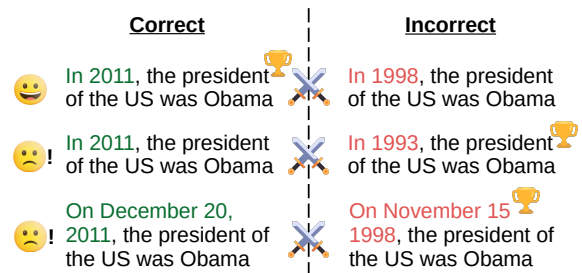 Correct
Incorrect
In 2011, the president
of the US was Obama
In 1998, the president
of the US was Obama
!
In 2011, the president
of the US was Obama
In 1993, the president
of the US was Obama
!
On December 20,
2011, the president of
the US was Obama
On November 15
1998, the president of
the US was Obama